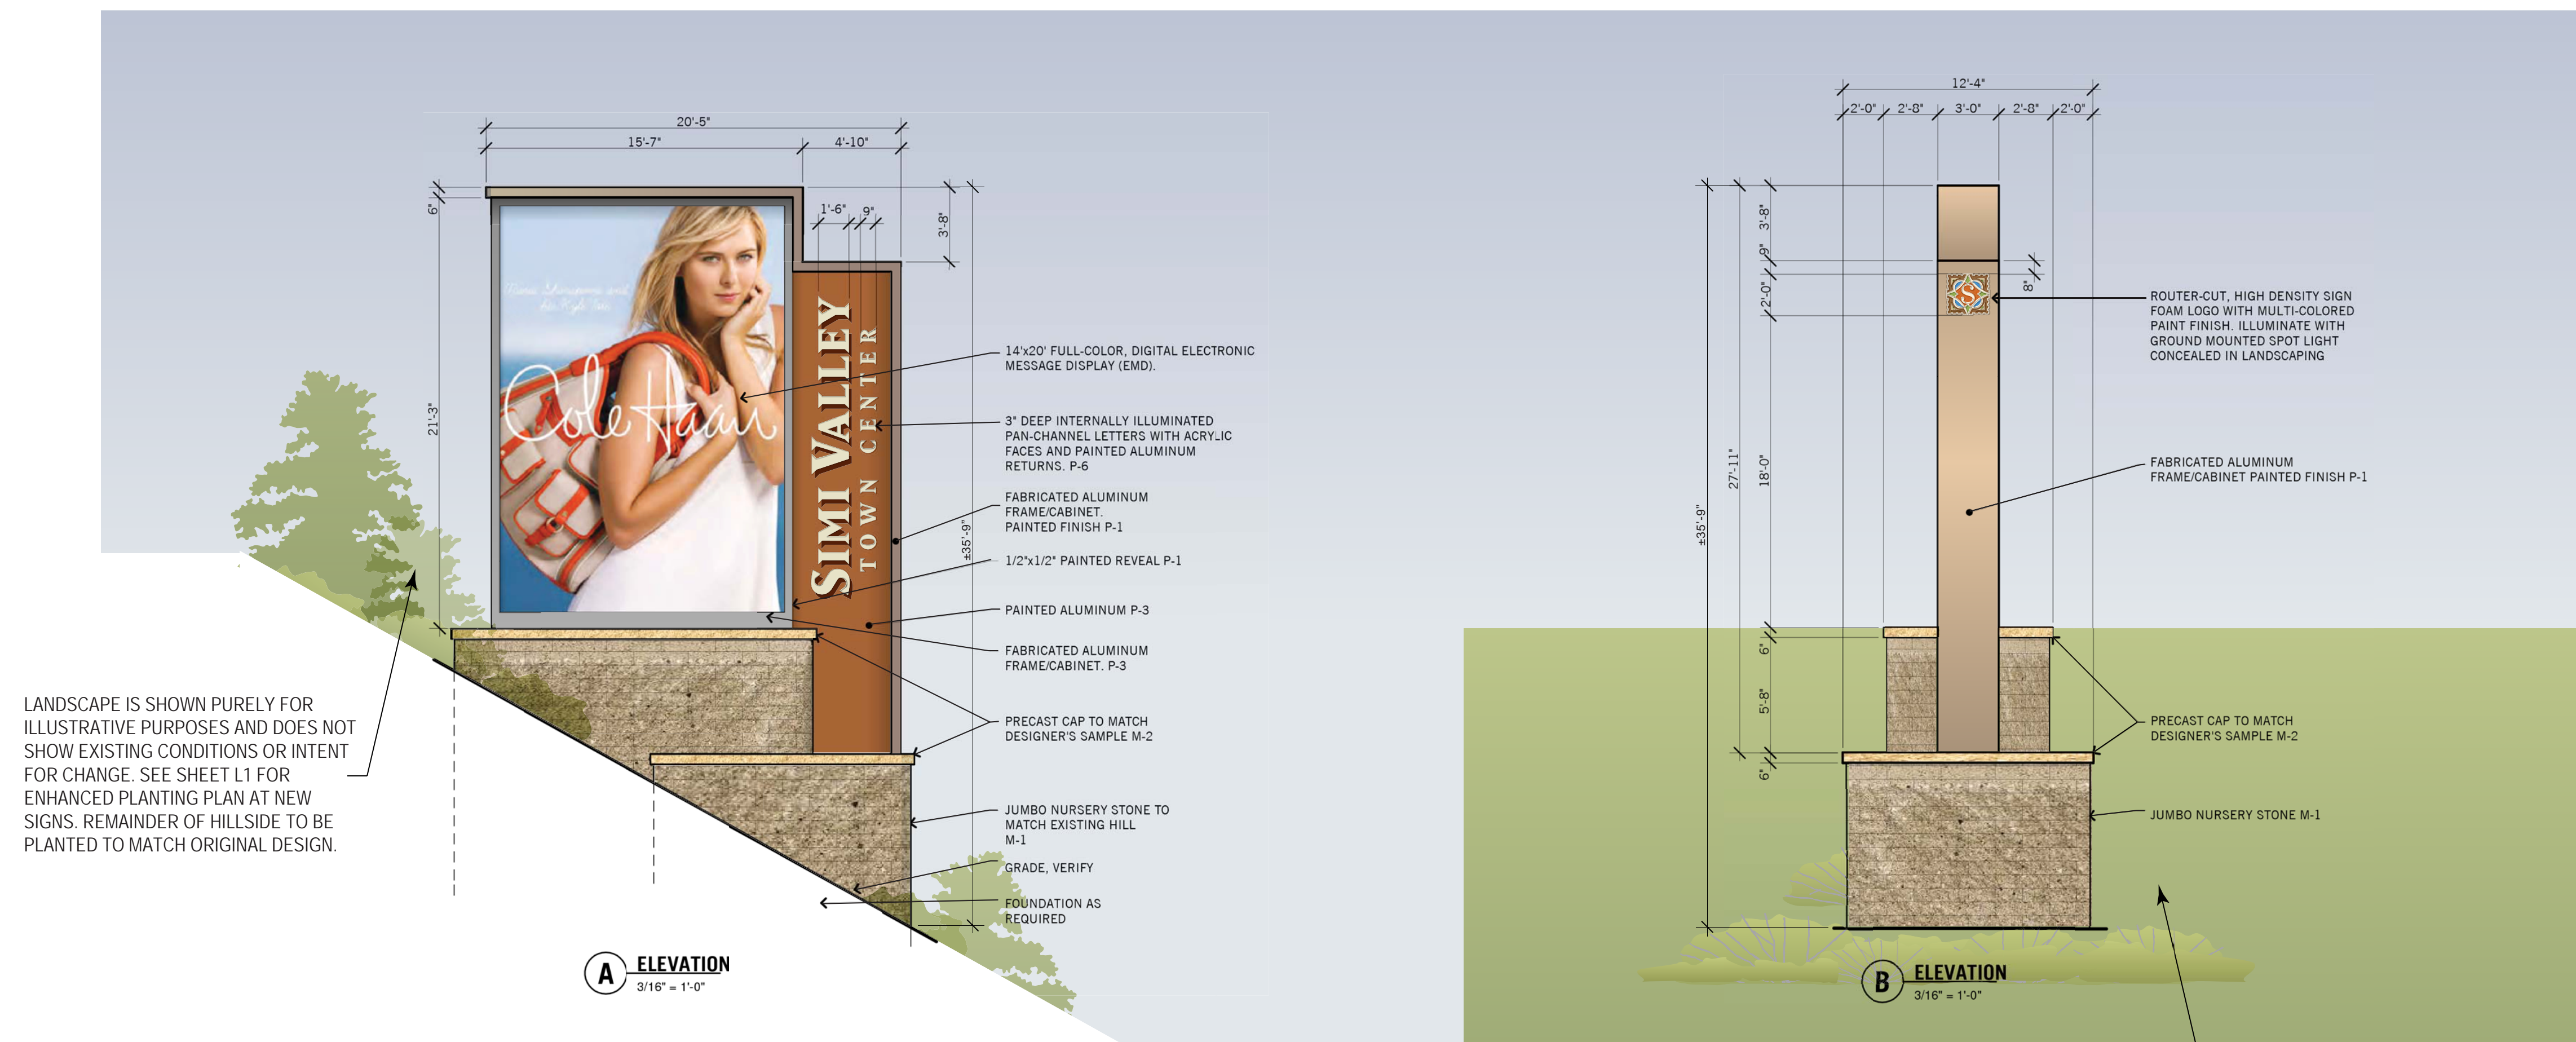 20'-5"
15'-7"
4'-10"
6"
1'-6"
9"
3'-8"
21'-3"
±35'-9"
Cole Haan
SIMI VALLEY
TOWN CENTER
14'x20' FULL-COLOR, DIGITAL ELECTRONIC
MESSAGE DISPLAY (EMD).
3" DEEP INTERNALLY ILLUMINATED
PAN-CHANNEL LETTERS WITH ACRYLIC
FACES AND PAINTED ALUMINUM
RETURNS. P-6
FABRICATED ALUMINUM
FRAME/CABINET.
PAINTED FINISH P-1
1/2"x1/2" PAINTED REVEAL P-1
PAINTED ALUMINUM P-3
FABRICATED ALUMINUM
FRAME/CABINET. P-3
PRECAST CAP TO MATCH
DESIGNER'S SAMPLE M-2
JUMBO NURSERY STONE TO
MATCH EXISTING HILL
M-1
GRADE, VERIFY
FOUNDATION AS
REQUIRED
LANDSCAPE IS SHOWN PURELY FOR
ILLUSTRATIVE PURPOSES AND DOES NOT
SHOW EXISTING CONDITIONS OR INTENT
FOR CHANGE. SEE SHEET L1 FOR
ENHANCED PLANTING PLAN AT NEW
SIGNS. REMAINDER OF HILLSIDE TO BE
PLANTED TO MATCH ORIGINAL DESIGN.
A ELEVATION
3/16" = 1'-0"
12'-4"
2'-0" 2'-8" 3'-0" 2'-8" 2'-0"
3'-8"
9"
2'-0"
8"
S
18'-0"
27'-11"
±35'-9"
6"
5'-8"
6"
ROUTER-CUT, HIGH DENSITY SIGN
FOAM LOGO WITH MULTI-COLORED
PAINT FINISH. ILLUMINATE WITH
GROUND MOUNTED SPOT LIGHT
CONCEALED IN LANDSCAPING
FABRICATED ALUMINUM
FRAME/CABINET PAINTED FINISH P-1
PRECAST CAP TO MATCH
DESIGNER'S SAMPLE M-2
JUMBO NURSERY STONE M-1
B ELEVATION
3/16" = 1'-0"